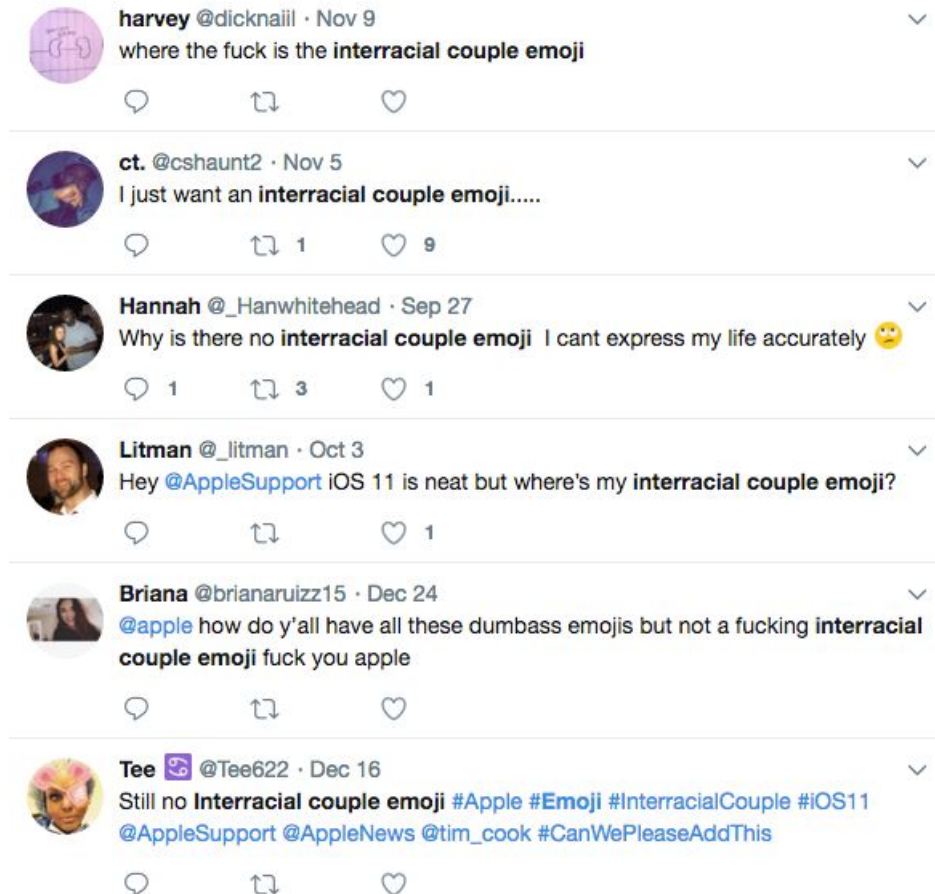 harvey @dicknaiil · Nov 9
where the fuck is the interracial couple emoji
ct. @cshaunt2 · Nov 5
I just want an interracial couple emoji.....
1 9
Hannah @_Hanwhitehead · Sep 27
Why is there no interracial couple emoji I cant express my life accurately 🙄
1 3 1
Litman @_litman · Oct 3
Hey @AppleSupport iOS 11 is neat but where's my interracial couple emoji?
1
Briana @brianaruizz15 · Dec 24
@apple how do y'all have all these dumbass emojis but not a fucking interracial
couple emoji fuck you apple
Tee ♋ @Tee622 · Dec 16
Still no Interracial couple emoji #Apple #Emoji #InterracialCouple #iOS11
@AppleSupport @AppleNews @tim_cook #CanWePleaseAddThis